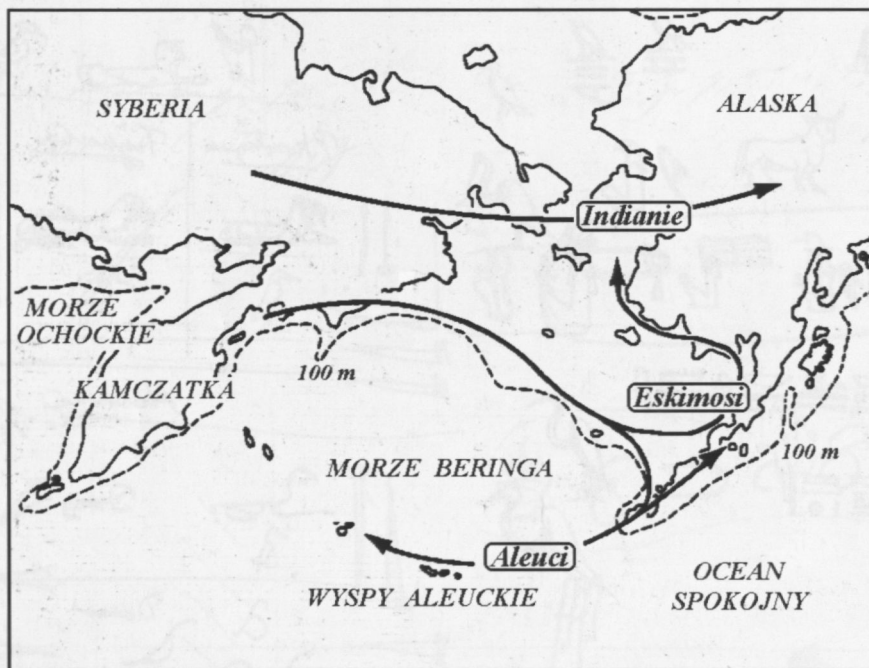 SYBERIA
ALASKA
Indianie
MORZE
OCHOCKIE
KAMCZATKA
100 m
Eskimosi
100 m
MORZE BERINGA
Aleuci
WYSPY ALEUCKIE
OCEAN
SPOKOJNY